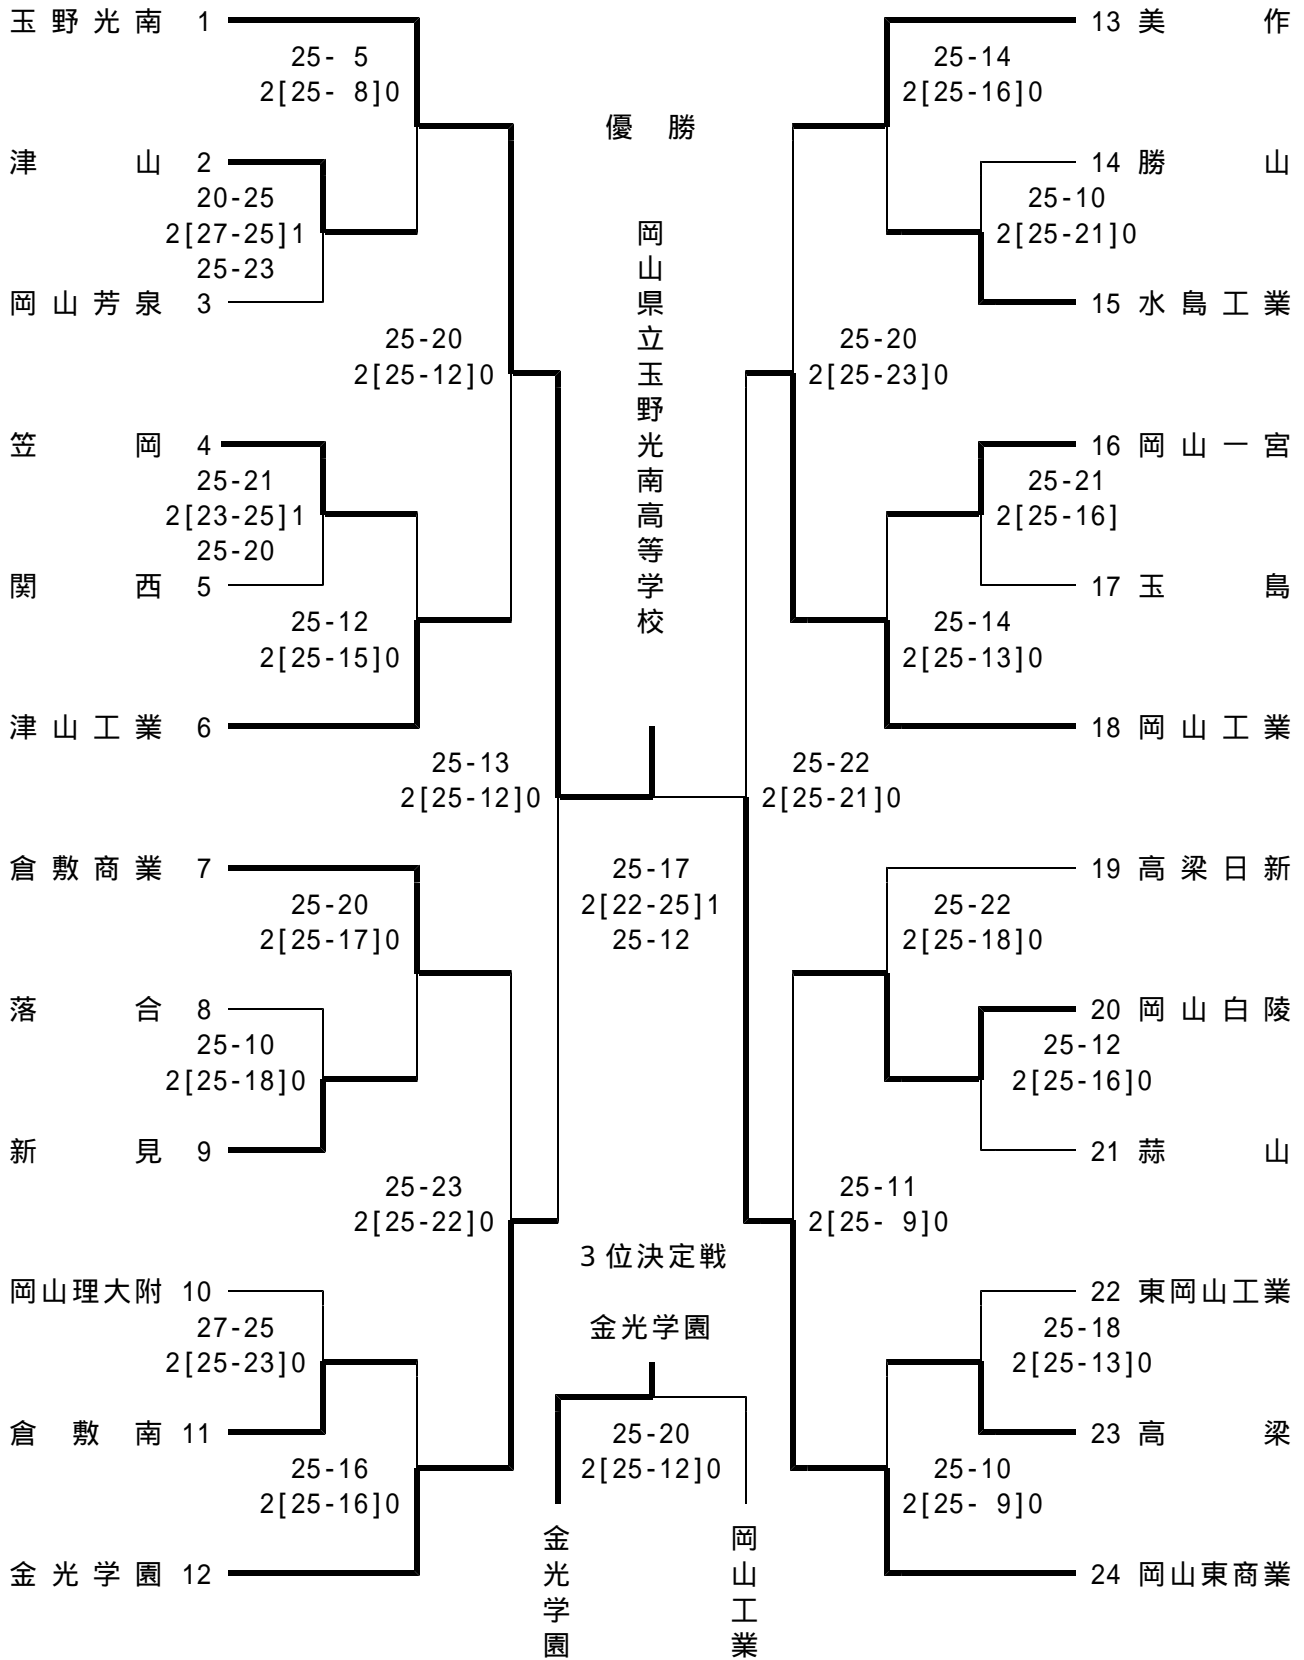 玉野光南 1
25- 5
2[25- 8]0
津山 2
20-25
2[27-25]1
25-23
岡山芳泉 3
25-20
2[25-12]0
笠岡 4
25-21
2[23-25]1
25-20
関西 5
25-12
2[25-15]0
津山工業 6
25-13
2[25-12]0
倉敷商業 7
25-20
2[25-17]0
落合 8
25-10
2[25-18]0
新見 9
25-23
2[25-22]0
岡山理大附 10
27-25
2[25-23]0
倉敷南 11
25-16
2[25-16]0
金光学園 12
優勝
岡山県立玉野光南高等学校
25-17
2[22-25]1
25-12
3位決定戦
金光学園
25-20
2[25-12]0
金光学園
岡山工業
13 美作
25-14
2[25-16]0
14 勝山
25-10
2[25-21]0
15 水島工業
25-20
2[25-23]0
16 岡山一宮
25-21
2[25-16]
17 玉島
25-14
2[25-13]0
18 岡山工業
25-22
2[25-21]0
19 高梁日新
25-22
2[25-18]0
20 岡山白陵
25-12
2[25-16]0
21 蒜山
25-11
2[25- 9]0
22 東岡山工業
25-18
2[25-13]0
23 高梁
25-10
2[25- 9]0
24 岡山東商業